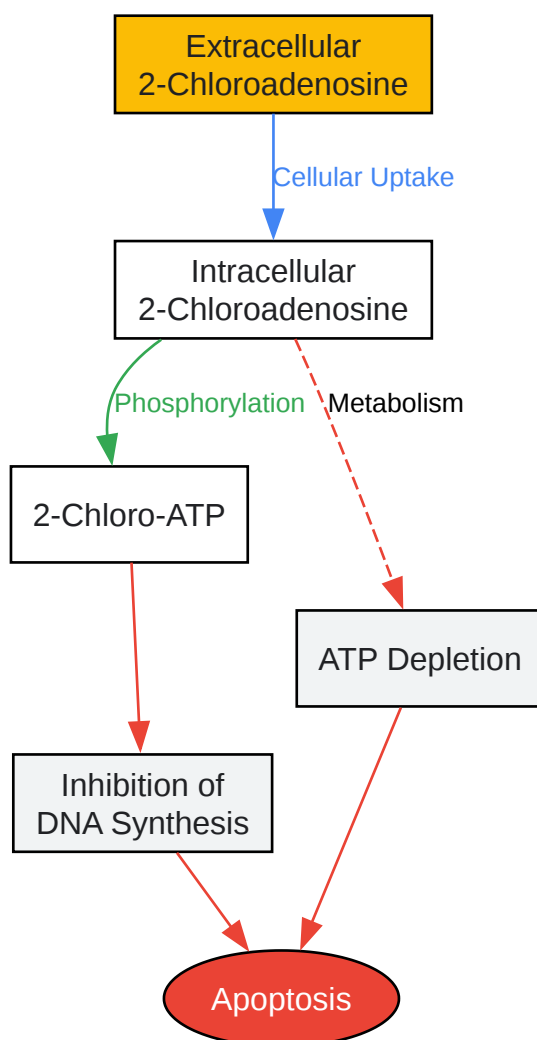 Extracellular
2-Chloroadenosine
Cellular Uptake
Intracellular
2-Chloroadenosine
Phosphorylation
Metabolism
2-Chloro-ATP
ATP Depletion
Inhibition of
DNA Synthesis
Apoptosis